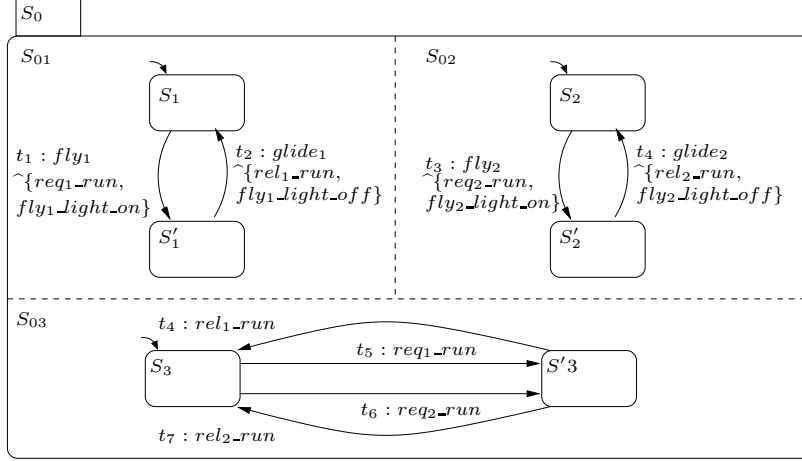 S₀
S₀₁
S₁
t₁ : fly₁
^{req₁_run,
fly₁_light_on}
t₂ : glide₁
^{rel₁_run,
fly₁_light_off}
S′₁
S₀₂
S₂
t₃ : fly₂
^{req₂_run,
fly₂_light_on}
t₄ : glide₂
^{rel₂_run,
fly₂_light_off}
S′₂
S₀₃
t₄ : rel₁_run
S₃
t₅ : req₁_run
S′3
t₆ : req₂_run
t₇ : rel₂_run